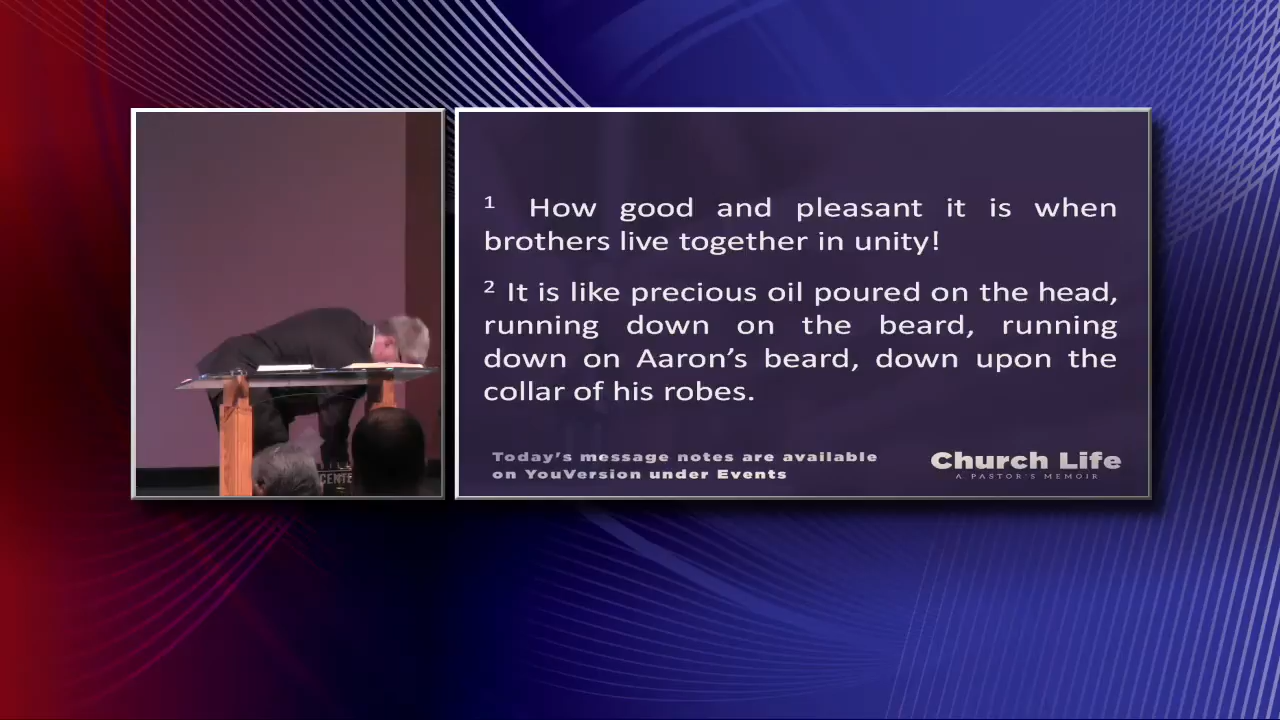 ¹ How good and pleasant it is when
brothers live together in unity!
² It is like precious oil poured on the head,
running down on the beard, running
down on Aaron’s beard, down upon the
collar of his robes.
Today’s message notes are available
on YouVersion under Events
Church Life
A PASTOR’S MEMOIR
CENTE